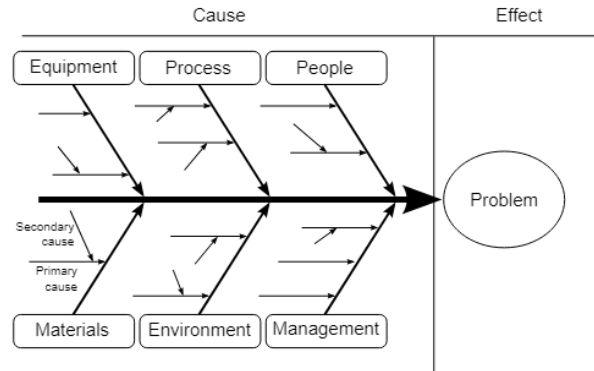 Cause
Effect
Equipment
Process
People
Problem
Secondary
cause
Primary
cause
Materials
Environment
Management